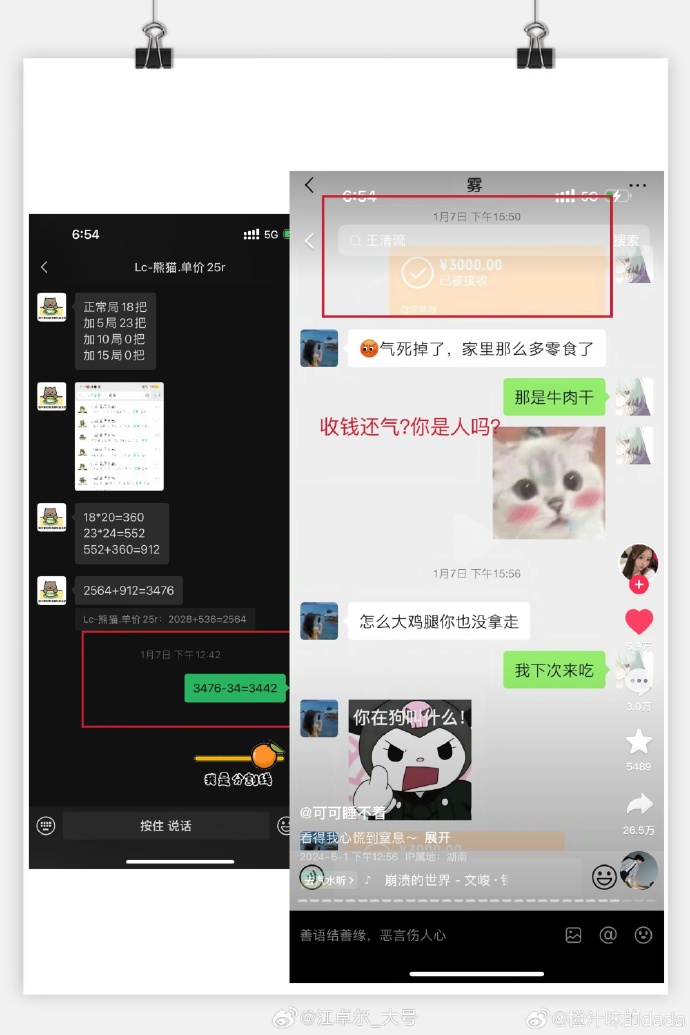 6:54
5G
Lc-熊猫.单价25r
正常局18把
加5局23把
加10局0把
加15局0把
18*20=360
23*24=552
552+360=912
2564+912=3476
Lc-熊猫.单价25r：2028+536=2564
1月7日 下午12:42
3476-34=3442
我是分割线
按住 说话
6:54
雾
5G
1月7日 下午15:50
王清流
搜索
¥3000.00
已被接收
气死掉了，家里那么多零食了
那是牛肉干
收钱还气?你是人吗?
1月7日 下午15:56
怎么大鸡腿你也没拿走
我下次来吃
3.9万
你在狗叫什么！
5489
@可可睡不着
看得我心慌到窒息～ 展开
26.5万
2024-5-1 下午12:56 IP属地：湖南
去汽水听>
崩溃的世界 - 文峻·
善语结善缘，恶言伤人心
@江卓尔_大号
@橙汁味的dada